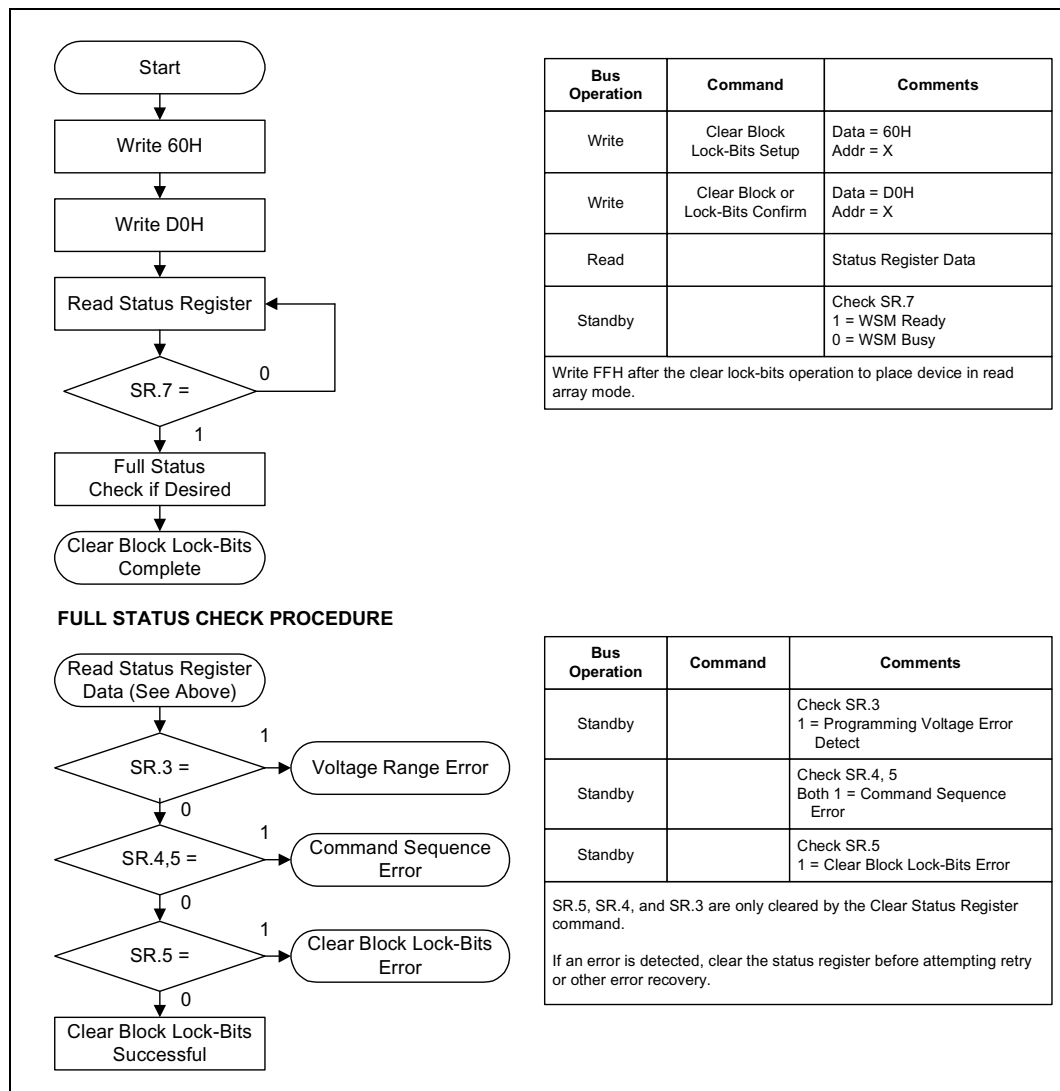 Start
Write 60H
Write D0H
Read Status Register
0
SR.7 =
1
Full Status
Check if Desired
Clear Block Lock-Bits
Complete
Bus
Operation
Command
Comments
Write
Clear Block
Lock-Bits Setup
Data = 60H
Addr = X
Write
Clear Block or
Lock-Bits Confirm
Data = D0H
Addr = X
Read
Status Register Data
Standby
Check SR.7
1 = WSM Ready
0 = WSM Busy
Write FFH after the clear lock-bits operation to place device in read
array mode.
FULL STATUS CHECK PROCEDURE
Read Status Register
Data (See Above)
1
SR.3 =
Voltage Range Error
0
1
SR.4,5 =
Command Sequence
Error
0
1
SR.5 =
Clear Block Lock-Bits
Error
0
Clear Block Lock-Bits
Successful
Bus
Operation
Command
Comments
Standby
Check SR.3
1 = Programming Voltage Error
Detect
Standby
Check SR.4, 5
Both 1 = Command Sequence
Error
Standby
Check SR.5
1 = Clear Block Lock-Bits Error
SR.5, SR.4, and SR.3 are only cleared by the Clear Status Register
command.
If an error is detected, clear the status register before attempting retry
or other error recovery.